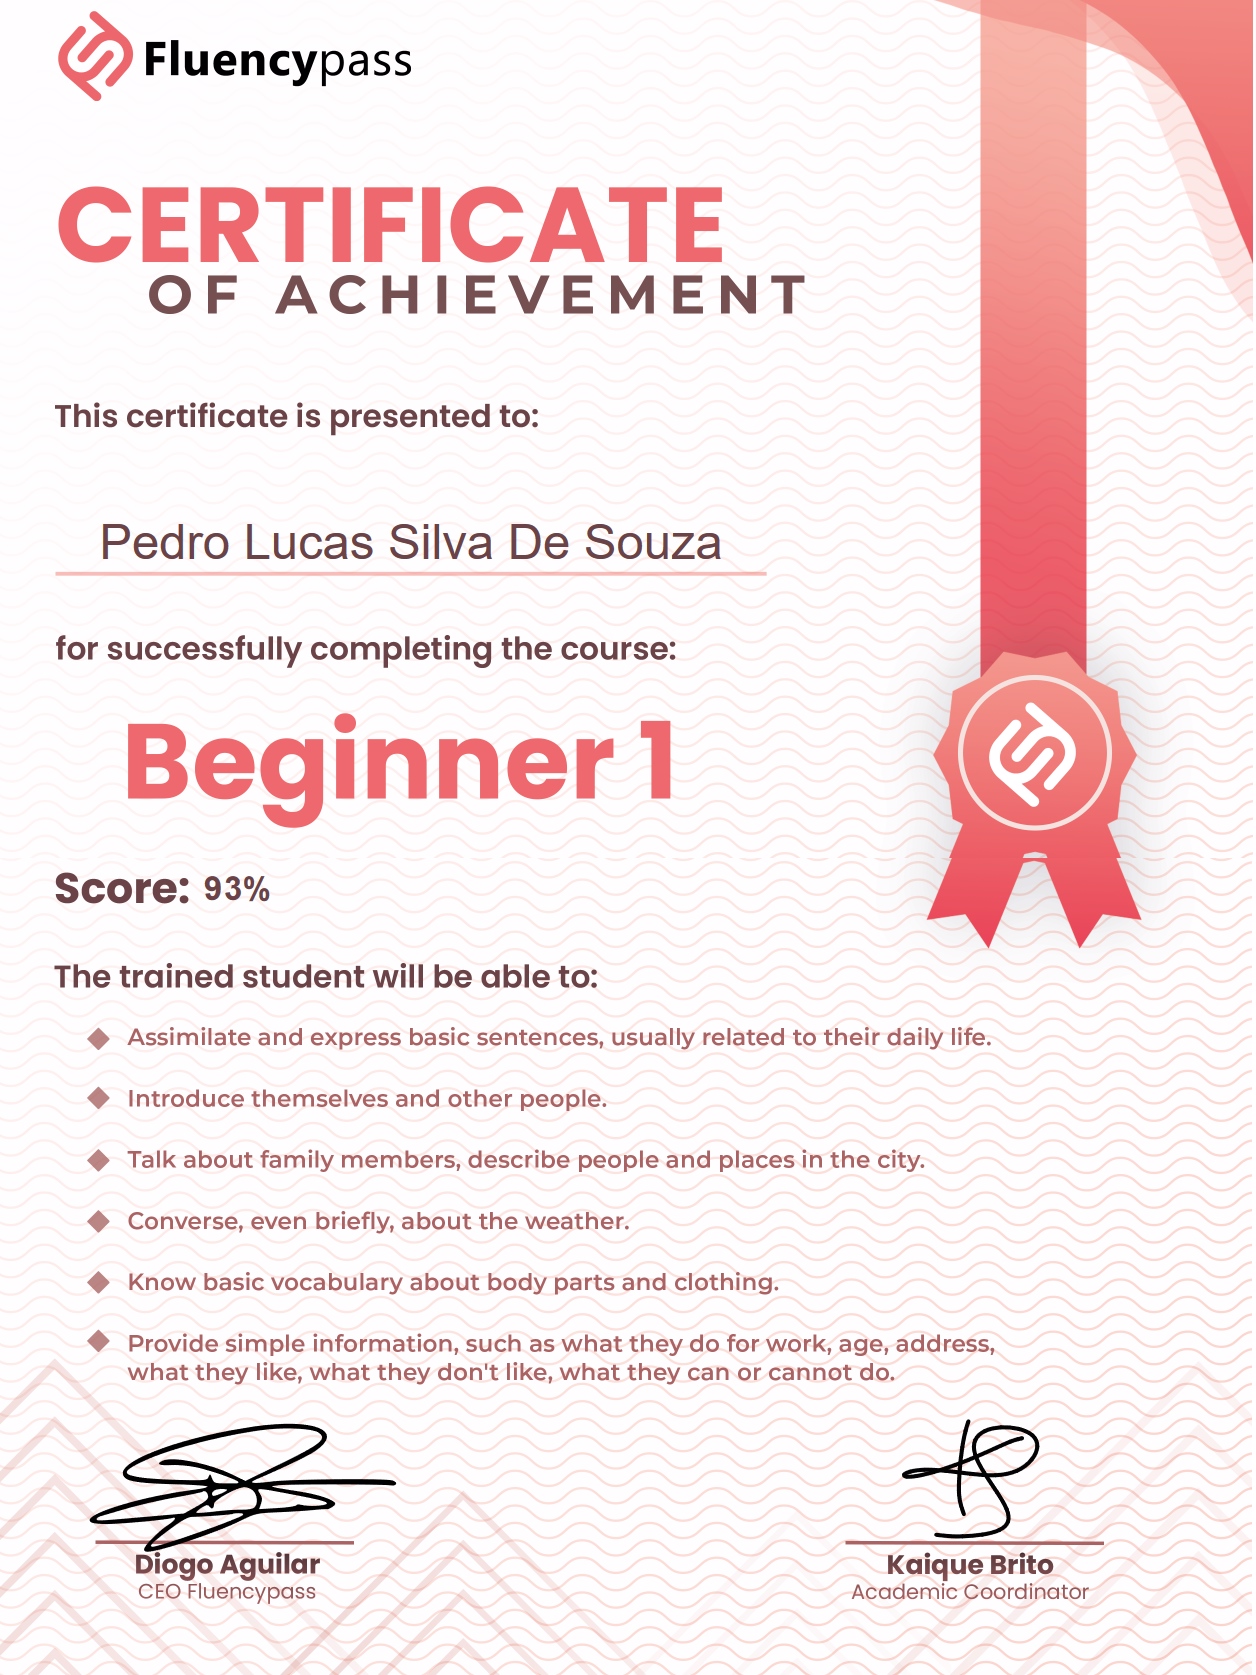 Fluencypass
CERTIFICATE
OF ACHIEVEMENT
This certificate is presented to:
Pedro Lucas Silva De Souza
for successfully completing the course:
Beginner 1
Score: 93%
The trained student will be able to:
Assimilate and express basic sentences, usually related to their daily life.
Introduce themselves and other people.
Talk about family members, describe people and places in the city.
Converse, even briefly, about the weather.
Know basic vocabulary about body parts and clothing.
Provide simple information, such as what they do for work, age, address,
what they like, what they don't like, what they can or cannot do.
Diogo Aguilar
CEO Fluencypass
Kaique Brito
Academic Coordinator